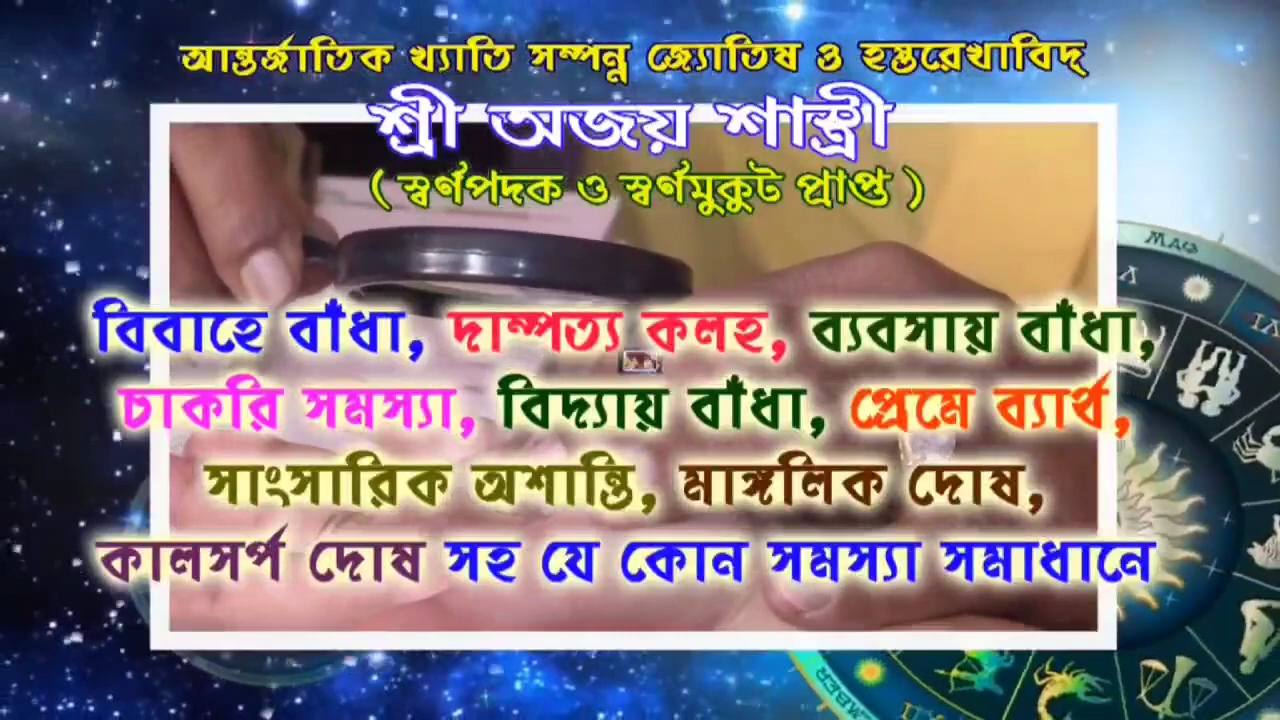 আন্তর্জাতিক খ্যাতি সম্পন্ন জ্যোতিষ ও হস্তরেখাবিদ্
শ্রী অজয় শাস্ত্রী
( স্বর্ণপদক ও স্বর্ণমুকুট প্রাপ্ত )
বিবাহে বাঁধা, দাম্পত্য কলহ, ব্যবসায় বাঁধা,
চাকরি সমস্যা, বিদ্যায় বাঁধা, প্রেমে ব্যার্থ,
সাংসারিক অশান্তি, মাঙ্গলিক দোষ,
কালসর্প দোষ সহ যে কোন সমস্যা সমাধানে